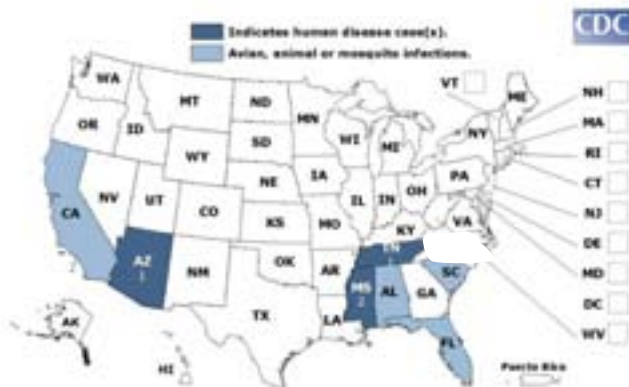 Indicates human disease case(s).
CDC
Avian, animal or mosquito infections.
WA
MT
ND
MN
VT
ME
NH
OR
ID
SD
WI
MI
NY
MA
WY
RI
IA
PA
CT
NV
NE
IL
IN
OH
NJ
CA
UT
CO
KS
MO
KY
VA
DE
MD
AZ
NM
OK
AR
TN
SC
DC
MS
AL
GA
TX
LA
WV
AK
FL
HI
Puerto Rico